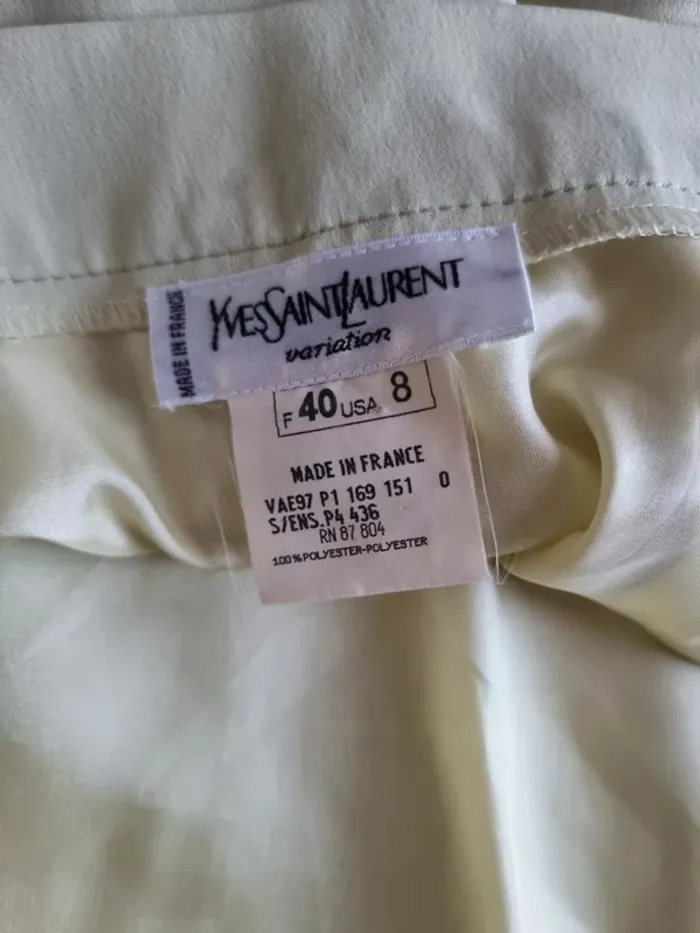 MADE IN FRANCE
YVESSAINTLAURENT
variation
F 40 USA 8
MADE IN FRANCE
VAE97 P1 169 151 0
S/ENS.P4 436
RN 87 804
100%POLYESTER-POLYESTER